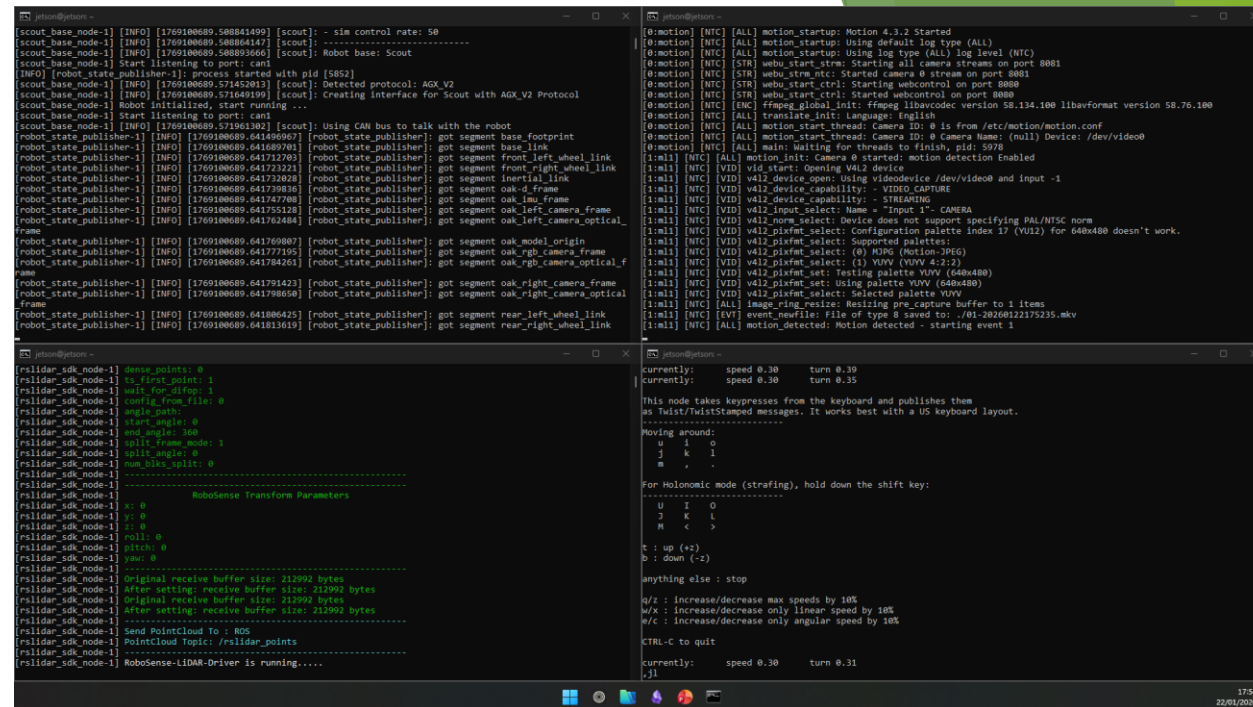 jetson@jetson: ~
[scout_base_node-1] [INFO] [1769100689.508841499] [scout]: - sim control rate: 50
[scout_base_node-1] [INFO] [1769100689.508864147] [scout]: ----------------------------
[scout_base_node-1] [INFO] [1769100689.508893666] [scout]: Robot base: Scout
[scout_base_node-1] Start listening to port: can1
[INFO] [robot_state_publisher-1]: process started with pid [5852]
[scout_base_node-1] [INFO] [1769100689.571452013] [scout]: Detected protocol: AGX_V2
[scout_base_node-1] [INFO] [1769100689.571649199] [scout]: Creating interface for Scout with AGX_V2 Protocol
[scout_base_node-1] Robot initialized, start running ...
[scout_base_node-1] Start listening to port: can1
[scout_base_node-1] [INFO] [1769100689.571961302] [scout]: Using CAN bus to talk with the robot
[robot_state_publisher-1] [INFO] [1769100689.641496967] [robot_state_publisher]: got segment base_footprint
[robot_state_publisher-1] [INFO] [1769100689.641689701] [robot_state_publisher]: got segment base_link
[robot_state_publisher-1] [INFO] [1769100689.641712703] [robot_state_publisher]: got segment front_left_wheel_link
[robot_state_publisher-1] [INFO] [1769100689.641723221] [robot_state_publisher]: got segment front_right_wheel_link
[robot_state_publisher-1] [INFO] [1769100689.641732028] [robot_state_publisher]: got segment inertial_link
[robot_state_publisher-1] [INFO] [1769100689.641739836] [robot_state_publisher]: got segment oak-d_frame
[robot_state_publisher-1] [INFO] [1769100689.641747708] [robot_state_publisher]: got segment oak_imu_frame
[robot_state_publisher-1] [INFO] [1769100689.641755128] [robot_state_publisher]: got segment oak_left_camera_frame
[robot_state_publisher-1] [INFO] [1769100689.641762484] [robot_state_publisher]: got segment oak_left_camera_optical_
frame
[robot_state_publisher-1] [INFO] [1769100689.641769807] [robot_state_publisher]: got segment oak_model_origin
[robot_state_publisher-1] [INFO] [1769100689.641777195] [robot_state_publisher]: got segment oak_rgb_camera_frame
[robot_state_publisher-1] [INFO] [1769100689.641784261] [robot_state_publisher]: got segment oak_rgb_camera_optical_f
rame
[robot_state_publisher-1] [INFO] [1769100689.641791423] [robot_state_publisher]: got segment oak_right_camera_frame
[robot_state_publisher-1] [INFO] [1769100689.641798650] [robot_state_publisher]: got segment oak_right_camera_optical
_frame
[robot_state_publisher-1] [INFO] [1769100689.641806425] [robot_state_publisher]: got segment rear_left_wheel_link
[robot_state_publisher-1] [INFO] [1769100689.641813619] [robot_state_publisher]: got segment rear_right_wheel_link
jetson@jetson: ~
[0:motion] [NTC] [ALL] motion_startup: Motion 4.3.2 Started
[0:motion] [NTC] [ALL] motion_startup: Using default log type (ALL)
[0:motion] [NTC] [ALL] motion_startup: Using log type (ALL) log level (NTC)
[0:motion] [NTC] [STR] webu_start_strm: Starting all camera streams on port 8081
[0:motion] [NTC] [STR] webu_strm_ntc: Started camera 0 stream on port 8081
[0:motion] [NTC] [STR] webu_start_ctrl: Starting webcontrol on port 8080
[0:motion] [NTC] [STR] webu_start_ctrl: Started webcontrol on port 8080
[0:motion] [NTC] [ENC] ffmpeg_global_init: ffmpeg libavcodec version 58.134.100 libavformat version 58.76.100
[0:motion] [NTC] [ALL] translate_init: Language: English
[0:motion] [NTC] [ALL] motion_start_thread: Camera ID: 0 is from /etc/motion/motion.conf
[0:motion] [NTC] [ALL] motion_start_thread: Camera ID: 0 Camera Name: (null) Device: /dev/video0
[0:motion] [NTC] [ALL] main: Waiting for threads to finish, pid: 5978
[1:ml1] [NTC] [ALL] motion_init: Camera 0 started: motion detection Enabled
[1:ml1] [NTC] [VID] vid_start: Opening V4L2 device
[1:ml1] [NTC] [VID] v4l2_device_open: Using videodevice /dev/video0 and input -1
[1:ml1] [NTC] [VID] v4l2_device_capability: - VIDEO_CAPTURE
[1:ml1] [NTC] [VID] v4l2_device_capability: - STREAMING
[1:ml1] [NTC] [VID] v4l2_input_select: Name = "Input 1"- CAMERA
[1:ml1] [NTC] [VID] v4l2_norm_select: Device does not support specifying PAL/NTSC norm
[1:ml1] [NTC] [VID] v4l2_pixfmt_select: Configuration palette index 17 (YU12) for 640x480 doesn't work.
[1:ml1] [NTC] [VID] v4l2_pixfmt_select: Supported palettes:
[1:ml1] [NTC] [VID] v4l2_pixfmt_select: (0) MJPG (Motion-JPEG)
[1:ml1] [NTC] [VID] v4l2_pixfmt_select: (1) YUYV (YUYV 4:2:2)
[1:ml1] [NTC] [VID] v4l2_pixfmt_set: Testing palette YUYV (640x480)
[1:ml1] [NTC] [VID] v4l2_pixfmt_set: Using palette YUYV (640x480)
[1:ml1] [NTC] [VID] v4l2_pixfmt_select: Selected palette YUYV
[1:ml1] [NTC] [ALL] image_ring_resize: Resizing pre_capture buffer to 1 items
[1:ml1] [NTC] [EVT] event_newfile: File of type 8 saved to: ./01-20260122175235.mkv
[1:ml1] [NTC] [ALL] motion_detected: Motion detected - starting event 1
jetson@jetson: ~
[rslidar_sdk_node-1] dense_points: 0
[rslidar_sdk_node-1] ts_first_point: 1
[rslidar_sdk_node-1] wait_for_difop: 1
[rslidar_sdk_node-1] config_from_file: 0
[rslidar_sdk_node-1] angle_path:
[rslidar_sdk_node-1] start_angle: 0
[rslidar_sdk_node-1] end_angle: 360
[rslidar_sdk_node-1] split_frame_mode: 1
[rslidar_sdk_node-1] split_angle: 0
[rslidar_sdk_node-1] num_blks_split: 0
[rslidar_sdk_node-1] ------------------------------------------------------
[rslidar_sdk_node-1] ------------------------------------------------------
[rslidar_sdk_node-1] RoboSense Transform Parameters
[rslidar_sdk_node-1] x: 0
[rslidar_sdk_node-1] y: 0
[rslidar_sdk_node-1] z: 0
[rslidar_sdk_node-1] roll: 0
[rslidar_sdk_node-1] pitch: 0
[rslidar_sdk_node-1] yaw: 0
[rslidar_sdk_node-1] ------------------------------------------------------
[rslidar_sdk_node-1] Original receive buffer size: 212992 bytes
[rslidar_sdk_node-1] After setting: receive buffer size: 212992 bytes
[rslidar_sdk_node-1] Original receive buffer size: 212992 bytes
[rslidar_sdk_node-1] After setting: receive buffer size: 212992 bytes
[rslidar_sdk_node-1] ------------------------------------------------------
[rslidar_sdk_node-1] Send PointCloud To : ROS
[rslidar_sdk_node-1] PointCloud Topic: /rslidar_points
[rslidar_sdk_node-1] ------------------------------------------------------
[rslidar_sdk_node-1] RoboSense-LiDAR-Driver is running.....
jetson@jetson: ~
currently: speed 0.30 turn 0.39
currently: speed 0.30 turn 0.35
This node takes keypresses from the keyboard and publishes them
as Twist/TwistStamped messages. It works best with a US keyboard layout.
---------------------------
Moving around:
u i o
j k l
m , .
For Holonomic mode (strafing), hold down the shift key:
---------------------------
U I O
J K L
M < >
t : up (+z)
b : down (-z)
anything else : stop
q/z : increase/decrease max speeds by 10%
w/x : increase/decrease only linear speed by 10%
e/c : increase/decrease only angular speed by 10%
CTRL-C to quit
currently: speed 0.30 turn 0.31
,jl